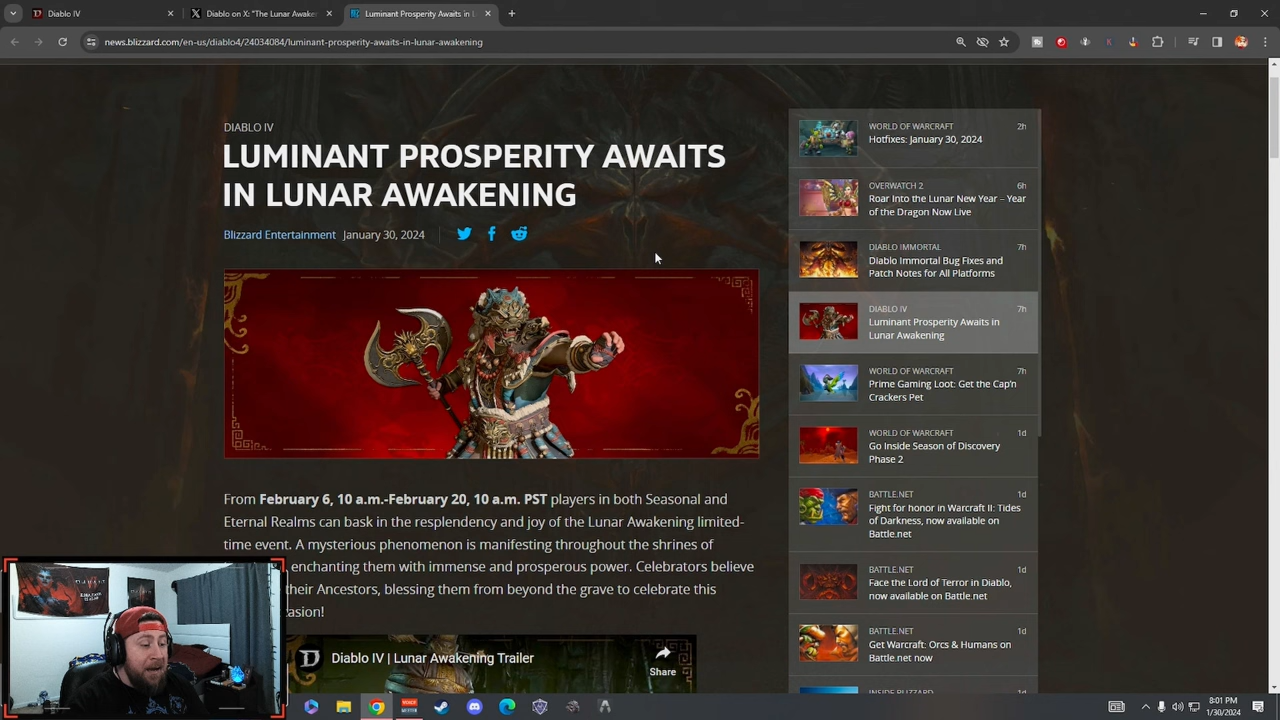 Diablo IV
Diablo on X: "The Lunar Awake
Luminant Prosperity Awaits in L
news.blizzard.com/en-us/diablo4/24034084/luminant-prosperity-awaits-in-lunar-awakening
DIABLO IV
LUMINANT PROSPERITY AWAITS
IN LUNAR AWAKENING
Blizzard Entertainment January 30, 2024
From February 6, 10 a.m.-February 20, 10 a.m. PST players in both Seasonal and
Eternal Realms can bask in the resplendency and joy of the Lunar Awakening limited-
time event. A mysterious phenomenon is manifesting throughout the shrines of
enchanting them with immense and prosperous power. Celebrators believe
their Ancestors, blessing them from beyond the grave to celebrate this
asion!
Diablo IV | Lunar Awakening Trailer
Share
WORLD OF WARCRAFT 2h
Hotfixes: January 30, 2024
OVERWATCH 2 6h
Roar Into the Lunar New Year – Year
of the Dragon Now Live
DIABLO IMMORTAL 7h
Diablo Immortal Bug Fixes and
Patch Notes for All Platforms
DIABLO IV 7h
Luminant Prosperity Awaits in
Lunar Awakening
WORLD OF WARCRAFT 7h
Prime Gaming Loot: Get the Cap'n
Crackers Pet
WORLD OF WARCRAFT 1d
Go Inside Season of Discovery
Phase 2
BATTLE.NET 1d
Fight for honor in Warcraft II: Tides
of Darkness, now available on
Battle.net
BATTLE.NET 1d
Face the Lord of Terror in Diablo,
now available on Battle.net
BATTLE.NET 1d
Get Warcraft: Orcs & Humans on
Battle.net now
INSIDE BLIZZARD 1d
8:01 PM
1/30/2024